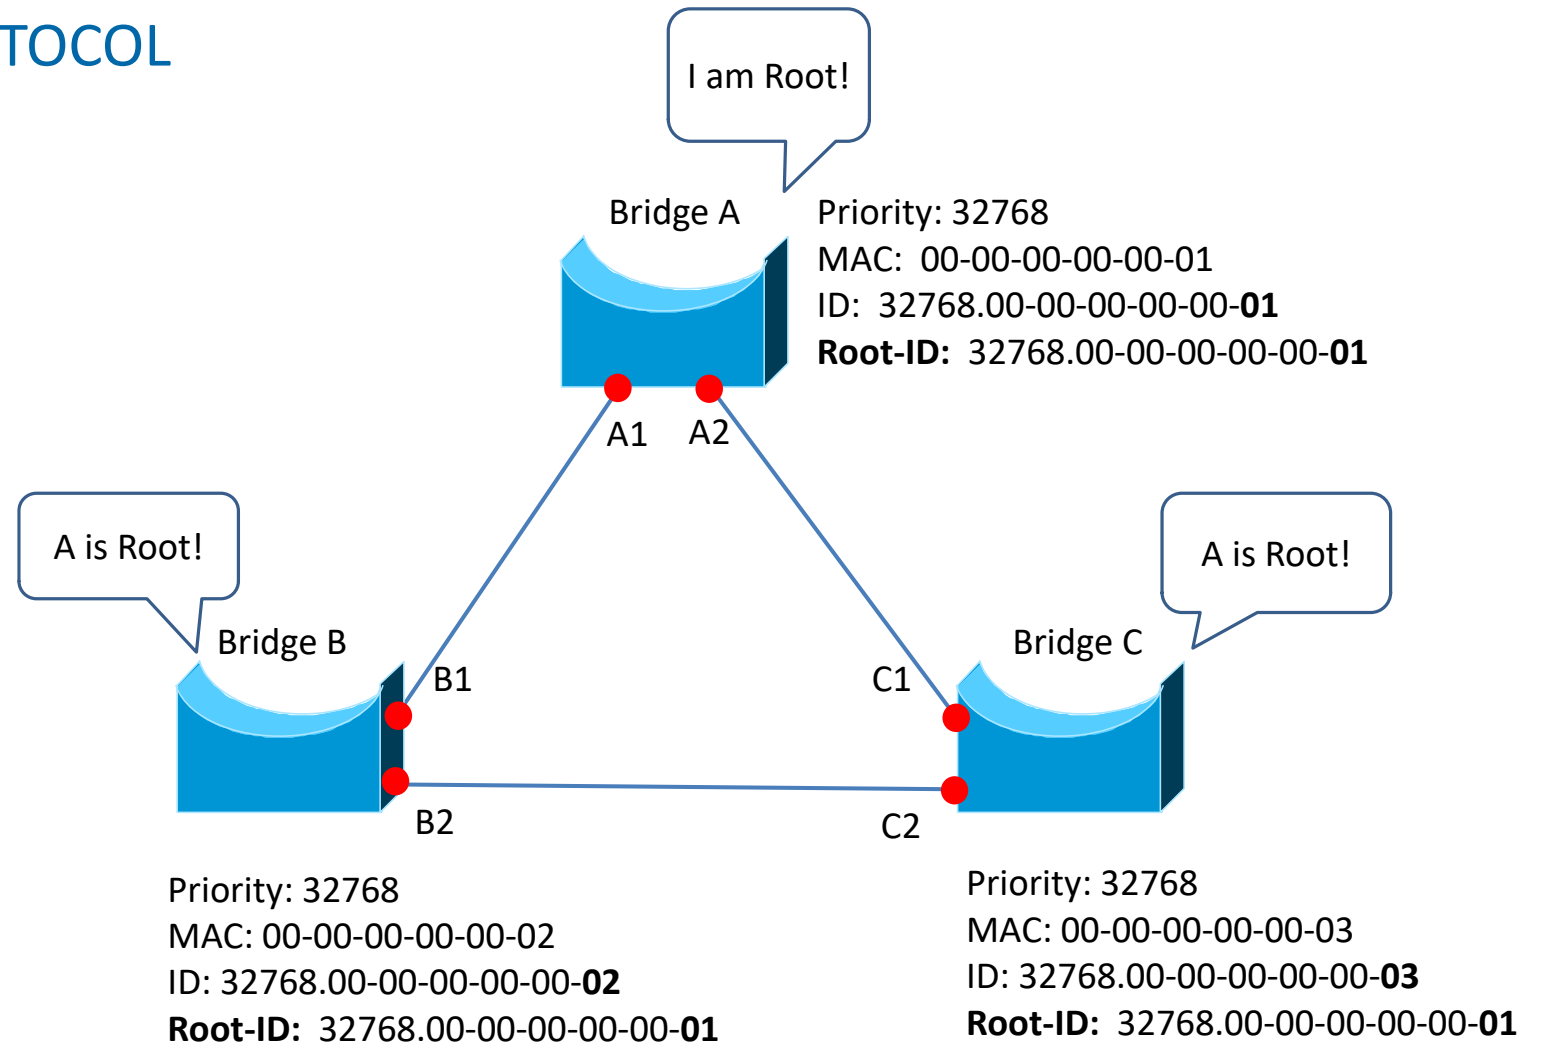 TOCOL
I am Root!
Bridge A
Priority: 32768
MAC: 00-00-00-00-00-01
ID: 32768.00-00-00-00-00-01
Root-ID: 32768.00-00-00-00-00-01
A1
A2
A is Root!
A is Root!
Bridge B
Bridge C
B1
C1
B2
C2
Priority: 32768
MAC: 00-00-00-00-00-02
ID: 32768.00-00-00-00-00-02
Root-ID: 32768.00-00-00-00-00-01
Priority: 32768
MAC: 00-00-00-00-00-03
ID: 32768.00-00-00-00-00-03
Root-ID: 32768.00-00-00-00-00-01